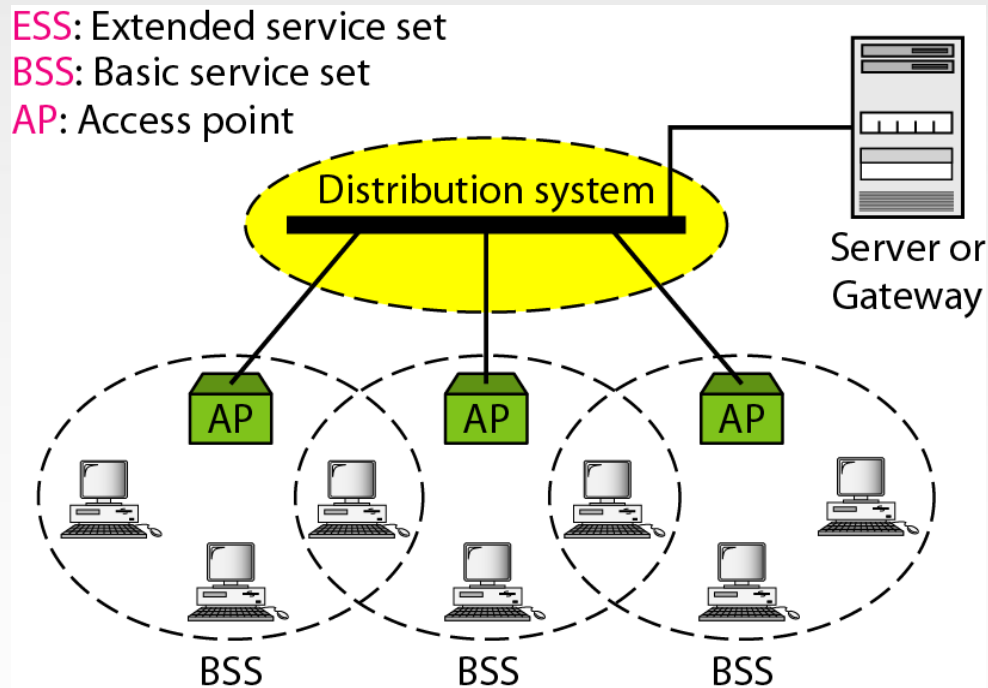 ESS: Extended service set
BSS: Basic service set
AP: Access point
Distribution system
Server or
Gateway
AP
AP
AP
BSS
BSS
BSS